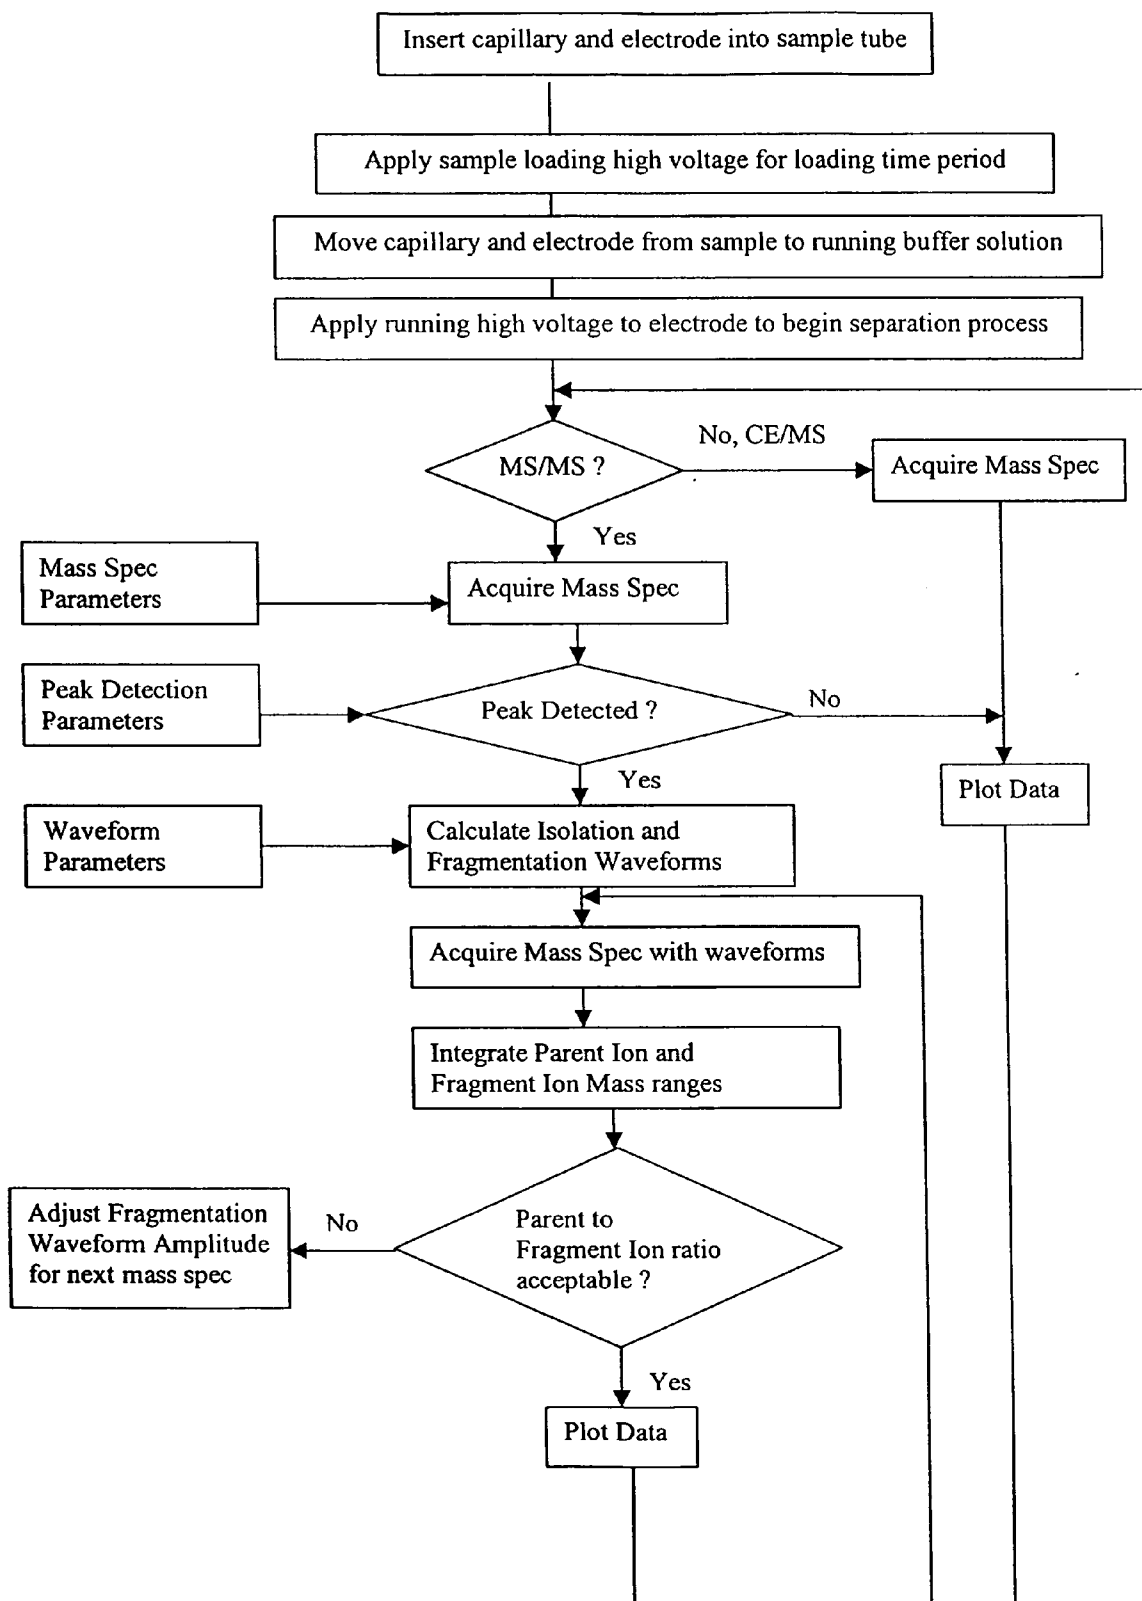 Insert capillary and electrode into sample tube
Apply sample loading high voltage for loading time period
Move capillary and electrode from sample to running buffer solution
Apply running high voltage to electrode to begin separation process
MS/MS ?
No, CE/MS
Acquire Mass Spec
Yes
Mass Spec
Parameters
Acquire Mass Spec
Peak Detection
Parameters
Peak Detected ?
No
Yes
Plot Data
Waveform
Parameters
Calculate Isolation and
Fragmentation Waveforms
Acquire Mass Spec with waveforms
Integrate Parent Ion and
Fragment Ion Mass ranges
Adjust Fragmentation
Waveform Amplitude
for next mass spec
No
Parent to
Fragment Ion ratio
acceptable ?
Yes
Plot Data